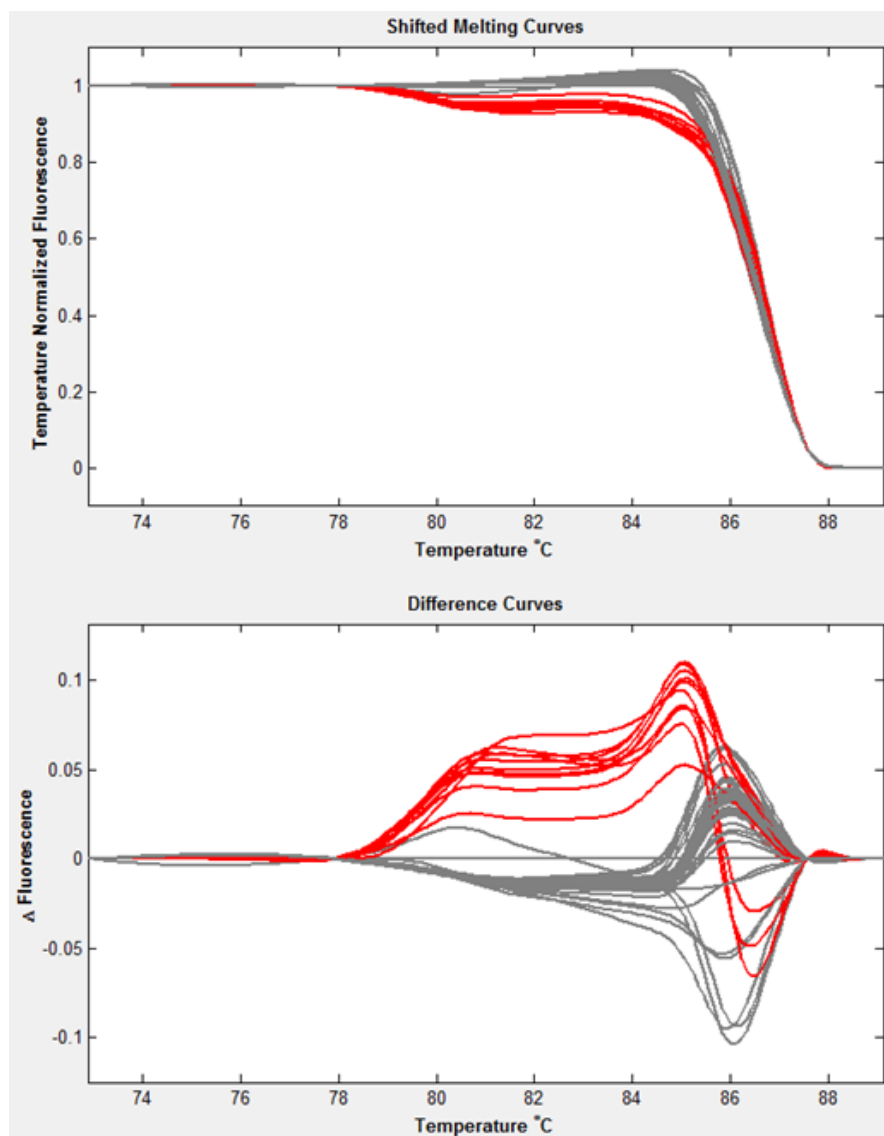 Shifted Melting Curves
Temperature Normalized Fluorescence
1
0.8
0.6
0.4
0.2
0
74 76 78 80 82 84 86 88
Temperature °C
Difference Curves
Δ Fluorescence
0.1
0.05
0
-0.05
-0.1
74 76 78 80 82 84 86 88
Temperature °C